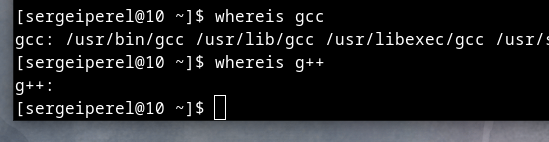 [sergeiperel@10 ~]$ whereis gcc
gcc: /usr/bin/gcc /usr/lib/gcc /usr/libexec/gcc /usr/s
[sergeiperel@10 ~]$ whereis g++
g++:
[sergeiperel@10 ~]$